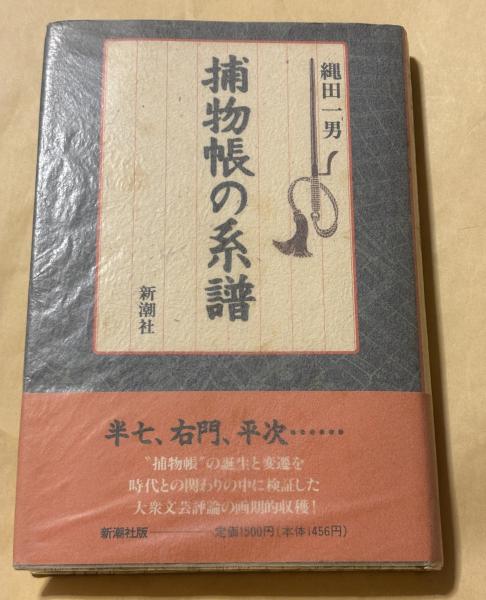 縄田一男
捕物帳の系譜
新潮社
半七、右門、平次……
〝捕物帳〟の誕生と変遷を
時代との関わりの中に検証した
大衆文芸評論の画期的収穫！
新潮社版 定価1500円(本体1456円)